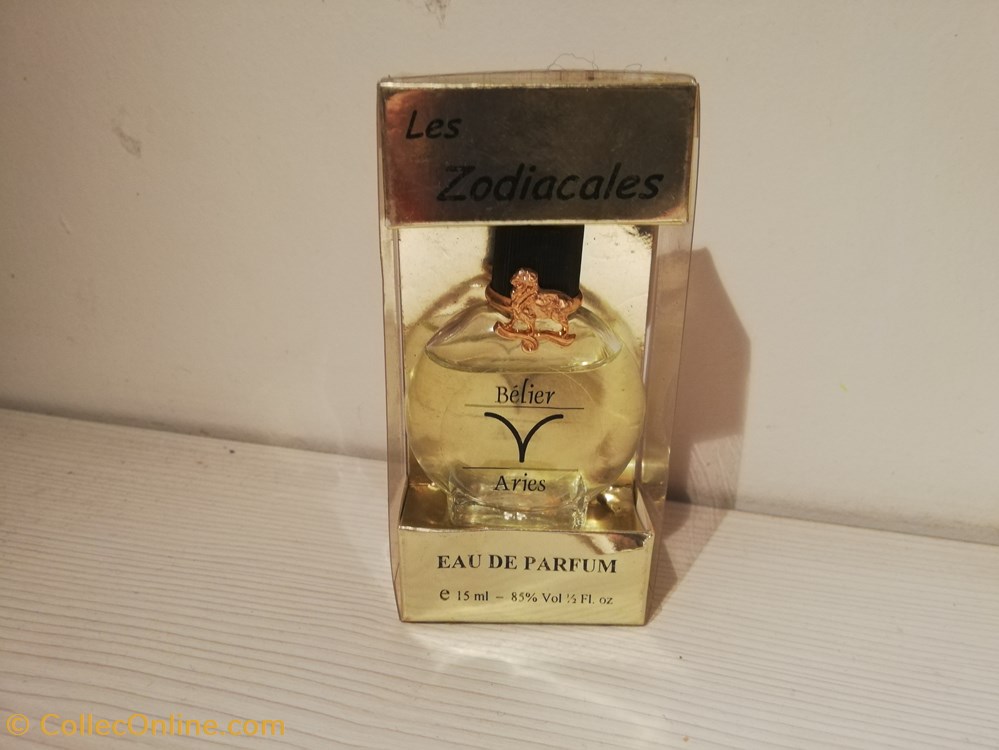 Les
Zodiacales
Bélier
Aries
EAU DE PARFUM
e 15 ml – 85% Vol ½ Fl. oz
© CollecOnline.com